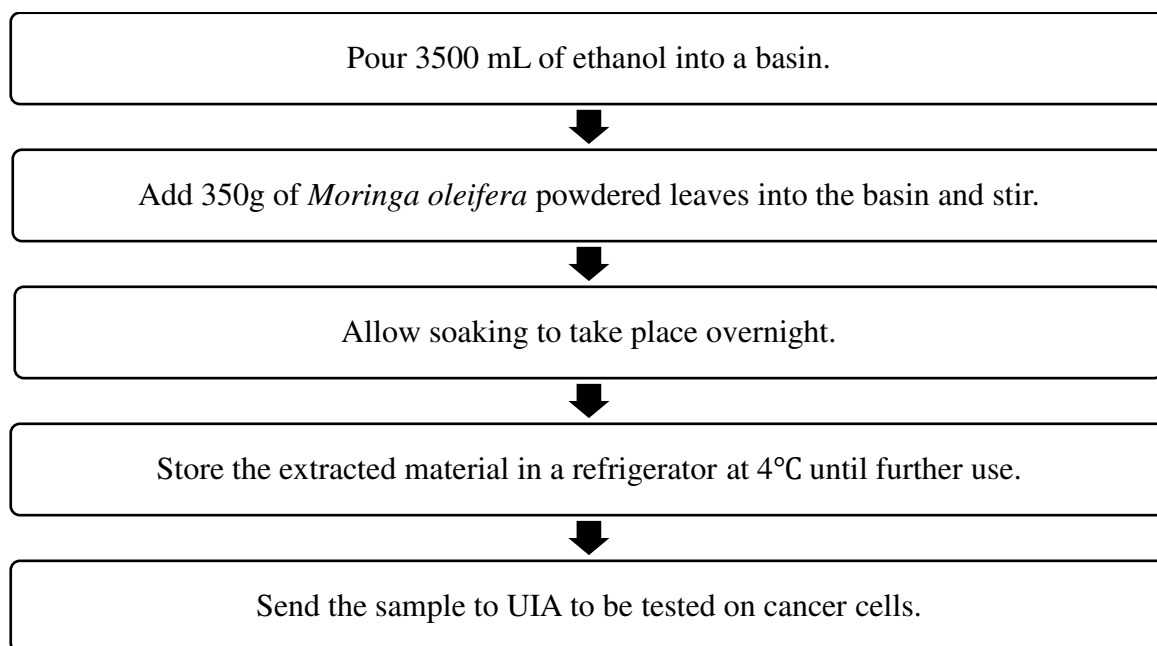 Pour 3500 mL of ethanol into a basin.
Add 350g of Moringa oleifera powdered leaves into the basin and stir.
Allow soaking to take place overnight.
Store the extracted material in a refrigerator at 4℃ until further use.
Send the sample to UIA to be tested on cancer cells.